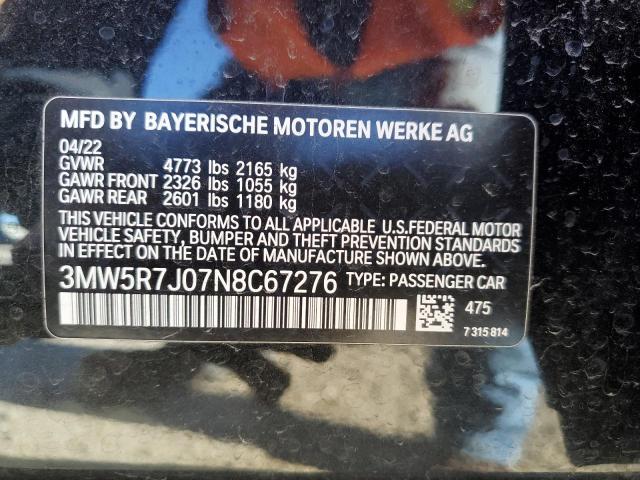 MFD BY BAYERISCHE MOTOREN WERKE AG
04/22
GVWR 4773 lbs 2165 kg
GAWR FRONT 2326 lbs 1055 kg
GAWR REAR 2601 lbs 1180 kg
THIS VEHICLE CONFORMS TO ALL APPLICABLE U.S.FEDERAL MOTOR
VEHICLE SAFETY, BUMPER AND THEFT PREVENTION STANDARDS
IN EFFECT ON THE DATE OF MANUFACTURE SHOWN ABOVE.
3MW5R7J07N8C67276 TYPE: PASSENGER CAR
475
7 315 814